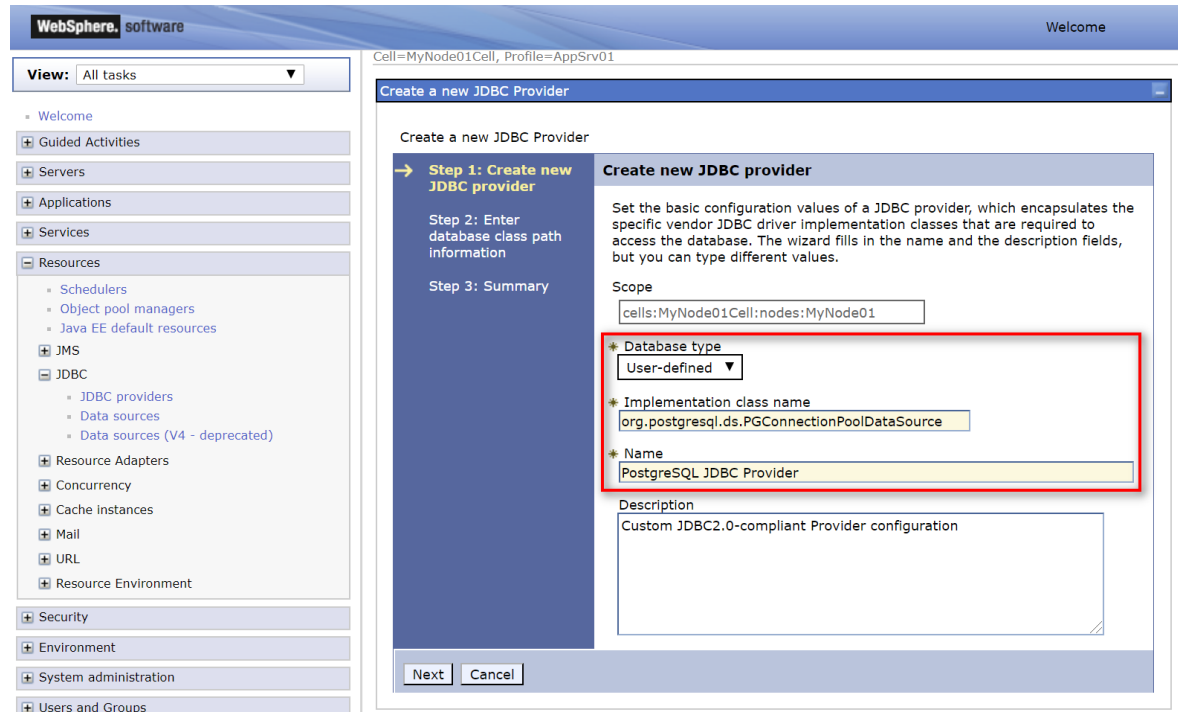 WebSphere. software
Welcome
Cell=MyNode01Cell, Profile=AppSrv01
View: All tasks
Welcome
Guided Activities
Servers
Applications
Services
Resources
Schedulers
Object pool managers
Java EE default resources
JMS
JDBC
JDBC providers
Data sources
Data sources (V4 - deprecated)
Resource Adapters
Concurrency
Cache instances
Mail
URL
Resource Environment
Security
Environment
System administration
Users and Groups
Create a new JDBC Provider
Create a new JDBC Provider
Step 1: Create new
JDBC provider
Step 2: Enter
database class path
information
Step 3: Summary
Create new JDBC provider
Set the basic configuration values of a JDBC provider, which encapsulates the
specific vendor JDBC driver implementation classes that are required to
access the database. The wizard fills in the name and the description fields,
but you can type different values.
Scope
cells:MyNode01Cell:nodes:MyNode01
Database type
User-defined
Implementation class name
org.postgresql.ds.PGConnectionPoolDataSource
Name
PostgreSQL JDBC Provider
Description
Custom JDBC2.0-compliant Provider configuration
Next Cancel